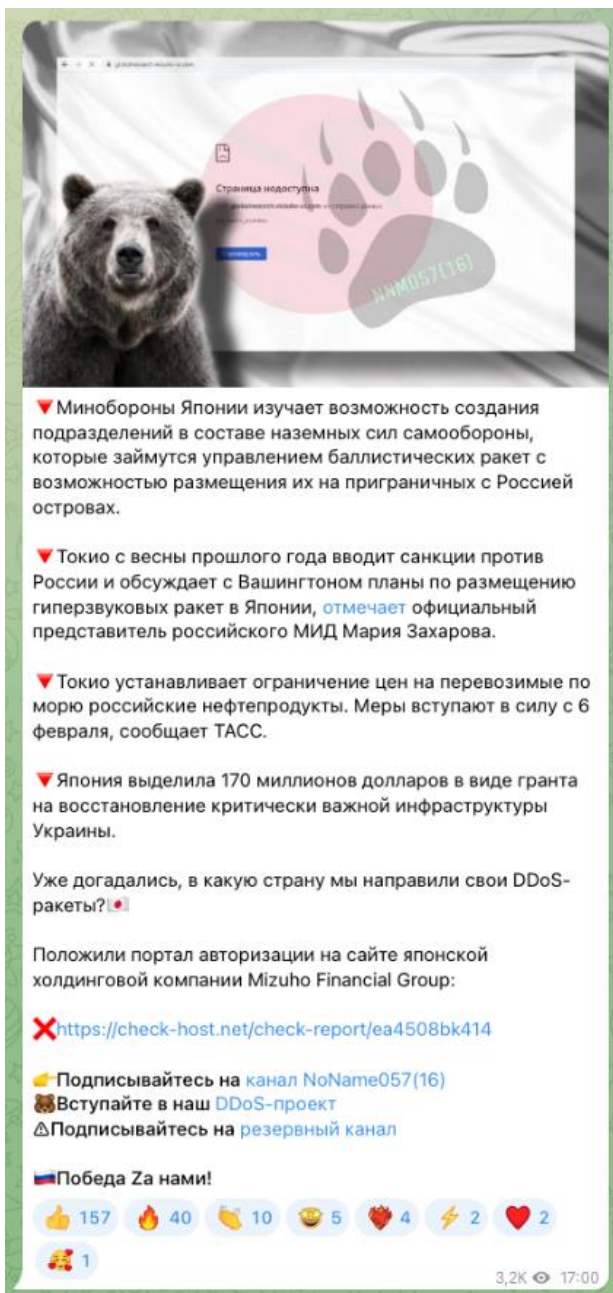 Страница недоступна
NNM057(16)
🔻Минобороны Японии изучает возможность создания
подразделений в составе наземных сил самообороны,
которые займутся управлением баллистических ракет с
возможностью размещения их на приграничных с Россией
островах.
🔻Токио с весны прошлого года вводит санкции против
России и обсуждает с Вашингтоном планы по размещению
гиперзвуковых ракет в Японии, отмечает официальный
представитель российского МИД Мария Захарова.
🔻Токио устанавливает ограничение цен на перевозимые по
морю российские нефтепродукты. Меры вступают в силу с 6
февраля, сообщает ТАСС.
🔻Япония выделила 170 миллионов долларов в виде гранта
на восстановление критически важной инфраструктуры
Украины.
Уже догадались, в какую страну мы направили свои DDoS-
ракеты?🇯🇵
Положили портал авторизации на сайте японской
холдинговой компании Mizuho Financial Group:
❌https://check-host.net/check-report/ea4508bk414
👉Подписывайтесь на канал NoName057(16)
🐻Вступайте в наш DDoS-проект
⚠Подписывайтесь на резервный канал
🇷🇺Победа Za нами!
👍 157 🔥 40 👏 10 🤩 5 ❤️‍🔥 4 ⚡ 2 ❤️ 2
🥰 1
3,2K 17:00